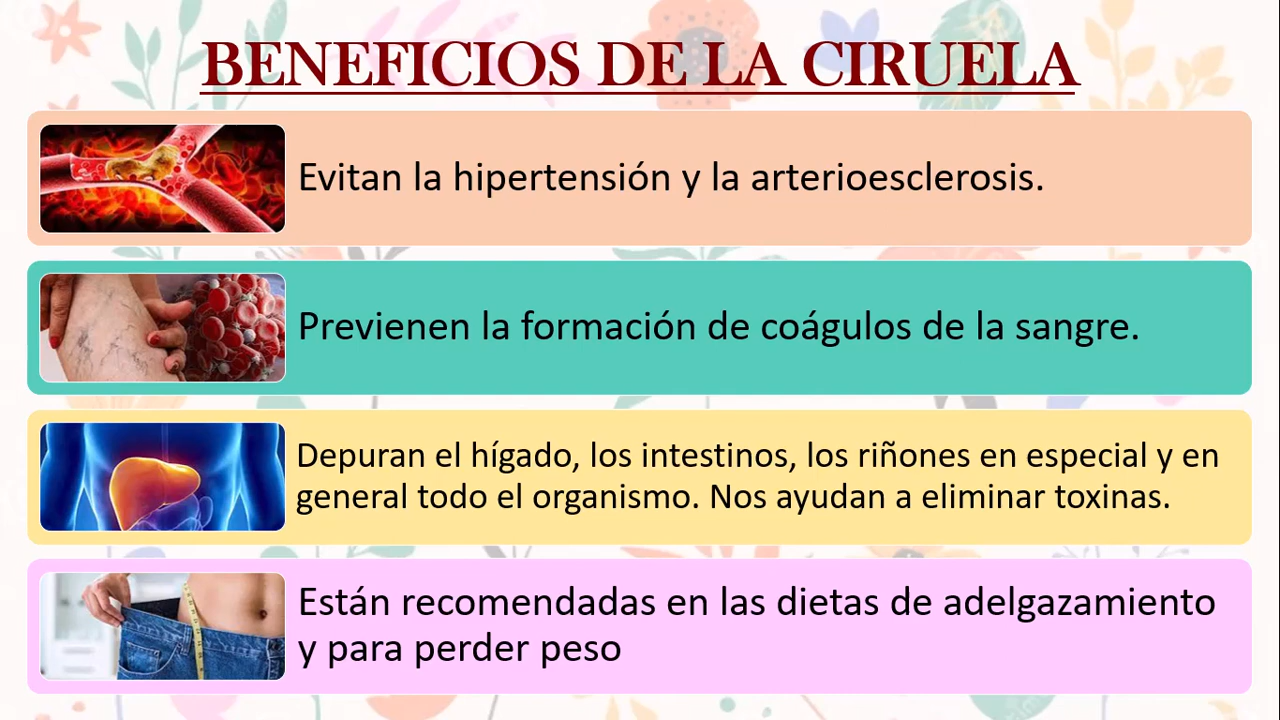 BENEFICIOS DE LA CIRUELA
Evitan la hipertensión y la arterioesclerosis.
Previenen la formación de coágulos de la sangre.
Depuran el hígado, los intestinos, los riñones en especial y en
general todo el organismo. Nos ayudan a eliminar toxinas.
Están recomendadas en las dietas de adelgazamiento
y para perder peso